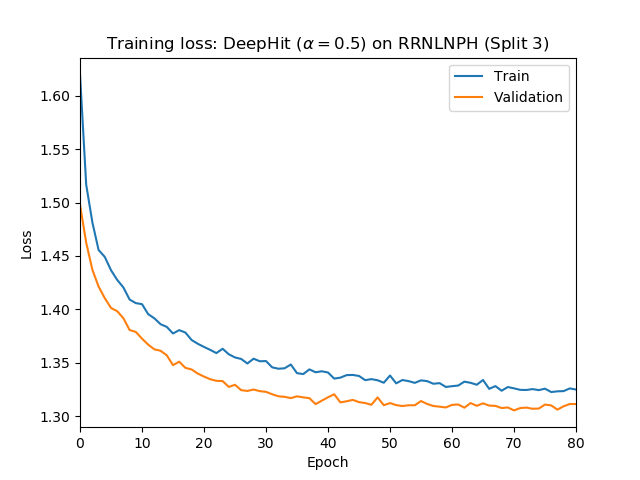 Training loss: DeepHit (α = 0.5) on RRNLNPH (Split 3)
Train
Validation
1.60
1.55
1.50
1.45
1.40
1.35
1.30
Loss
0 10 20 30 40 50 60 70 80
Epoch